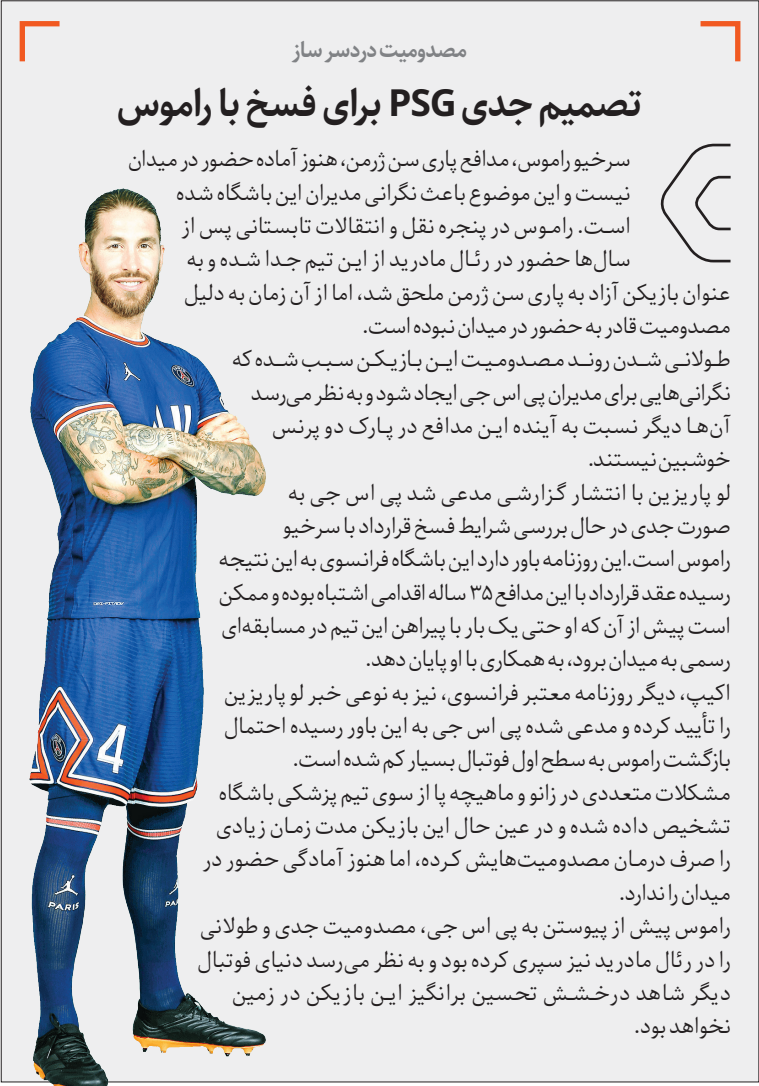 مصدومیت دردسر ساز
تصمیم جدی PSG برای فسخ با راموس
سرخیو راموس، مدافع پاری سن ژرمن، هنوز آماده حضور در میدان
نیست و این موضوع باعث نگرانی مدیران این باشگاه شده
است. راموس در پنجره نقل و انتقالات تابستانی پس از
سال‌ها حضور در رئال مادرید از این تیم جدا شده و به
عنوان بازیکن آزاد به پاری سن ژرمن ملحق شد، اما از آن زمان به دلیل
مصدومیت قادر به حضور در میدان نبوده است.
طولانی شدن روند مصدومیت این بازیکن سبب شده که
نگرانی‌هایی برای مدیران پی اس جی ایجاد شود و به نظر می‌رسد
آن‌ها دیگر نسبت به آینده این مدافع در پارک دو پرنس
خوشبین نیستند.
لو پاریزین با انتشار گزارشی مدعی شد پی اس جی به
صورت جدی در حال بررسی شرایط فسخ قرارداد با سرخیو
راموس است.این روزنامه باور دارد این باشگاه فرانسوی به این نتیجه
رسیده عقد قرارداد با این مدافع ۳۵ ساله اقدامی اشتباه بوده و ممکن
است پیش از آن که او حتی یک بار با پیراهن این تیم در مسابقه‌ای
رسمی به میدان برود، به همکاری با او پایان دهد.
اکیپ، دیگر روزنامه معتبر فرانسوی، نیز به نوعی خبر لو پاریزین
را تأیید کرده و مدعی شده پی اس جی به این باور رسیده احتمال
بازگشت راموس به سطح اول فوتبال بسیار کم شده است.
مشکلات متعددی در زانو و ماهیچه پا از سوی تیم پزشکی باشگاه
تشخیص داده شده و در عین حال این بازیکن مدت زمان زیادی
را صرف درمان مصدومیت‌هایش کرده، اما هنوز آمادگی حضور در
میدان را ندارد.
راموس پیش از پیوستن به پی اس جی، مصدومیت جدی و طولانی
را در رئال مادرید نیز سپری کرده بود و به نظر می‌رسد دنیای فوتبال
دیگر شاهد درخشش تحسین برانگیز این بازیکن در زمین
نخواهد بود.
4
PARIS
PA